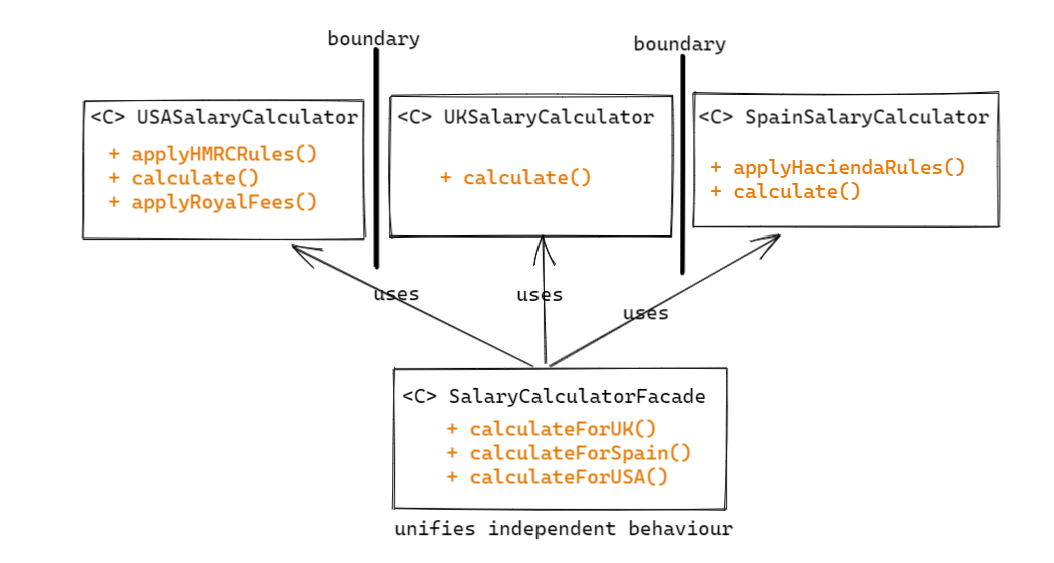 boundary
boundary
<C> USASalaryCalculator
+ applyHMRCRules()
+ calculate()
+ applyRoyalFees()
<C> UKSalaryCalculator
+ calculate()
<C> SpainSalaryCalculator
+ applyHaciendaRules()
+ calculate()
uses
uses
uses
<C> SalaryCalculatorFacade
+ calculateForUK()
+ calculateForSpain()
+ calculateForUSA()
unifies independent behaviour